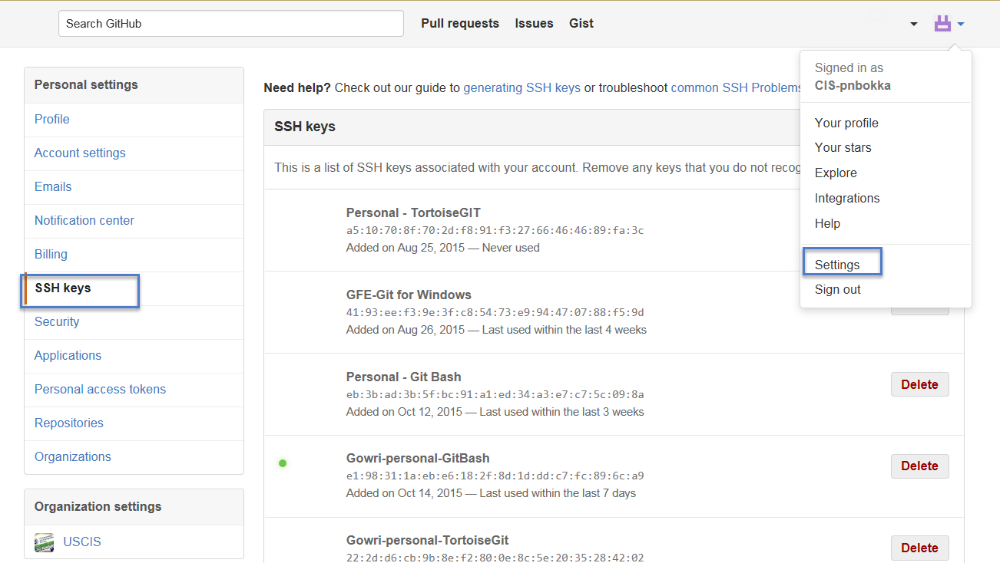 Search GitHub
Pull requests
Issues
Gist
Signed in as
CIS-pnbokka
Your profile
Your stars
Explore
Integrations
Help
Settings
Sign out
Personal settings
Profile
Account settings
Emails
Notification center
Billing
SSH keys
Security
Applications
Personal access tokens
Repositories
Organizations
Organization settings
USCIS
Need help? Check out our guide to generating SSH keys or troubleshoot common SSH Problems
SSH keys
This is a list of SSH keys associated with your account. Remove any keys that you do not recog
Personal - TortoiseGIT
a5:10:70:8f:70:2d:f8:91:f3:27:66:46:46:89:fa:3c
Added on Aug 25, 2015 — Never used
GFE-Git for Windows
41:93:ee:f3:9e:3f:c8:54:73:e9:94:47:07:88:f5:9d
Added on Aug 26, 2015 — Last used within the last 4 weeks
Personal - Git Bash
eb:3b:ad:3b:5f:bc:91:a1:ed:34:a3:e7:c7:5c:09:8a
Added on Oct 12, 2015 — Last used within the last 3 weeks
Delete
Gowri-personal-GitBash
e1:98:31:1a:eb:e6:18:2f:8d:1d:dd:c7:fc:89:6c:a9
Added on Oct 14, 2015 — Last used within the last 7 days
Delete
Gowri-personal-TortoiseGit
22:2d:d6:cb:9b:8e:f2:80:0e:8c:5e:20:35:28:42:02
Delete